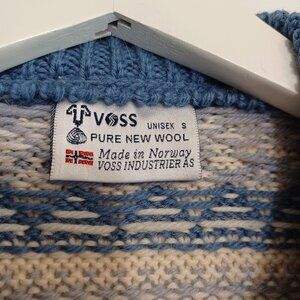 VOSS
UNISEX S
PURE NEW WOOL
Made in Norway
VOSS INDUSTRIER AS